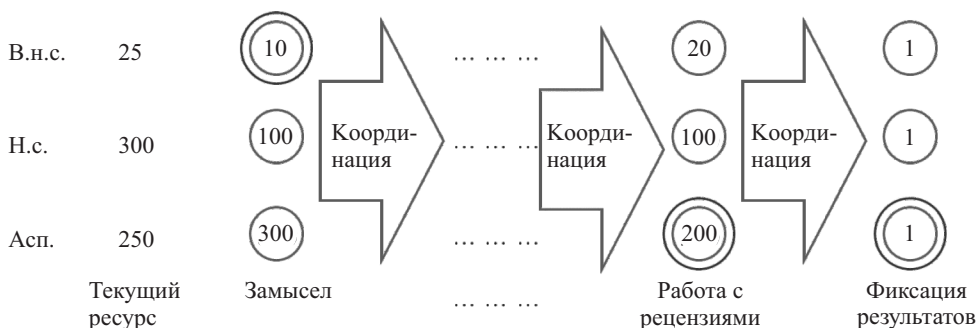 В.н.с. 25 10 … … … 20 1
Н.с. 300 100 Коорди-
нация … … … Коорди-
нация 100 Коорди-
нация 1
Асп. 250 300 … … … 200 1
Текущий
ресурс
Замысел
… … …
Работа с
рецензиями
Фиксация
результатов